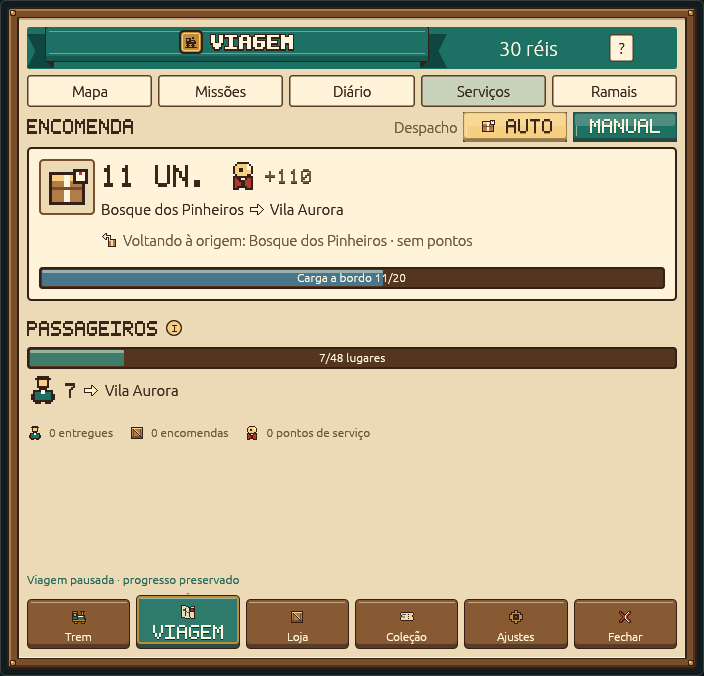 VIAGEM
30 réis
?
Mapa
Missões
Diário
Serviços
Ramais
ENCOMENDA
Despacho
AUTO
MANUAL
11 UN.
+110
Bosque dos Pinheiros ⇨ Vila Aurora
Voltando à origem: Bosque dos Pinheiros · sem pontos
Carga a bordo 11/20
PASSAGEIROS
I
7/48 lugares
7 ⇨ Vila Aurora
0 entregues
0 encomendas
0 pontos de serviço
Viagem pausada · progresso preservado
Trem
VIAGEM
Loja
Coleção
Ajustes
Fechar